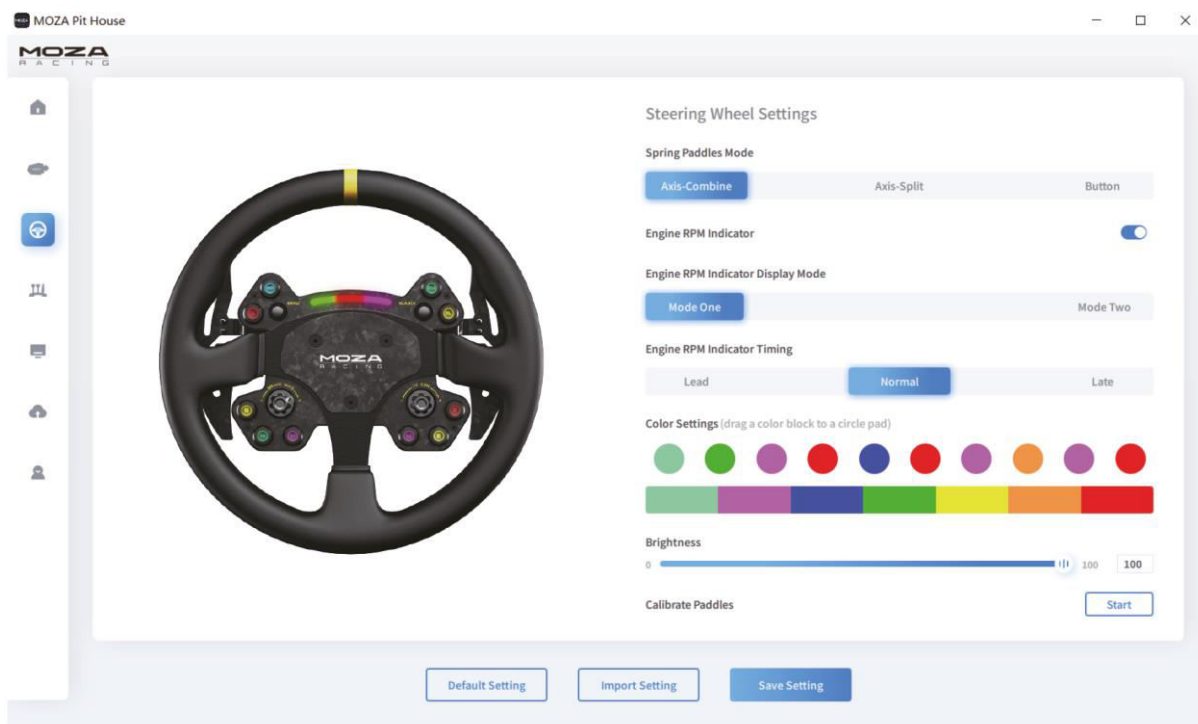 MOZA Pit House
MOZA
RACING
Steering Wheel Settings
Spring Paddles Mode
Axis-Combine Axis-Split Button
Engine RPM Indicator
Engine RPM Indicator Display Mode
Mode One Mode Two
Engine RPM Indicator Timing
Lead Normal Late
Color Settings (drag a color block to a circle pad)
Brightness
0 100 100
Calibrate Paddles Start
MOZA
RACING
Default Setting Import Setting Save Setting